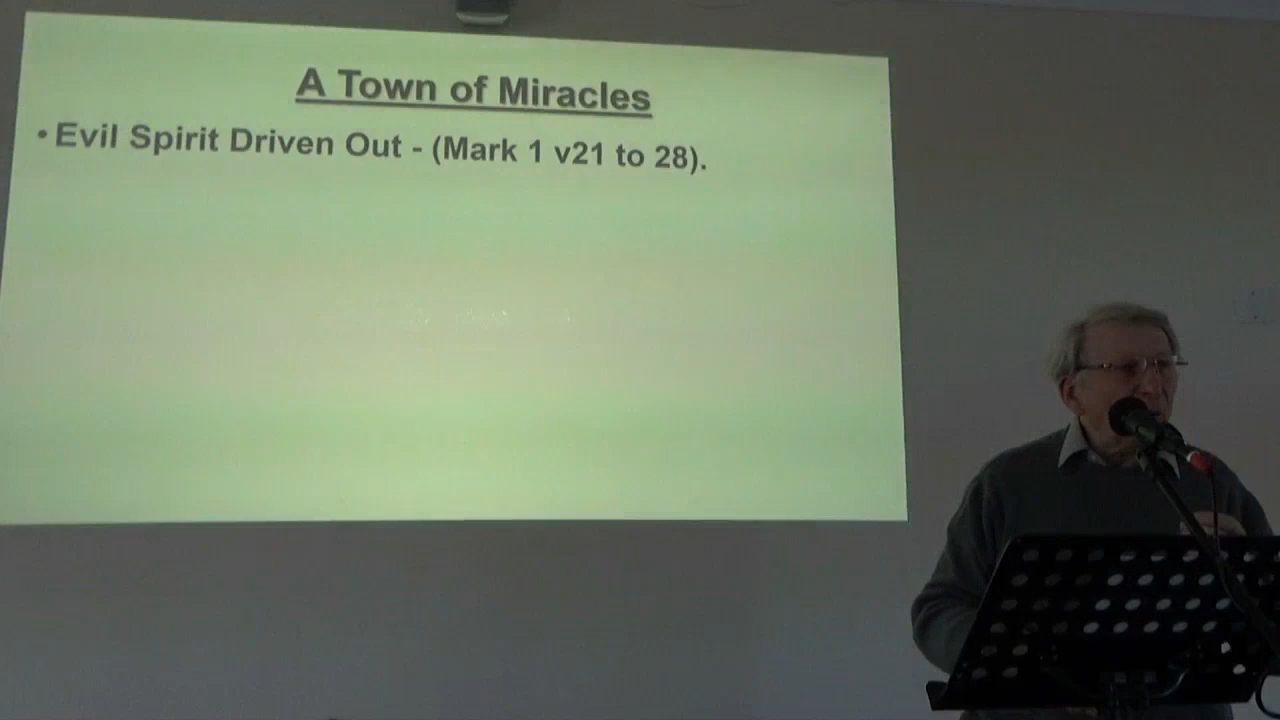 A Town of Miracles
• Evil Spirit Driven Out - (Mark 1 v21 to 28).